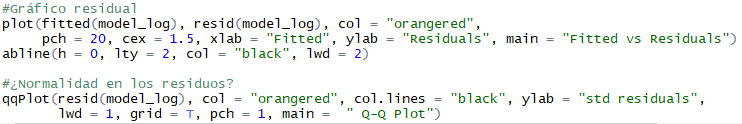 #Gráfico residual
plot(fitted(model_log), resid(model_log), col = "orangered",
pch = 20, cex = 1.5, xlab = "Fitted", ylab = "Residuals", main = "Fitted vs Residuals")
abline(h = 0, lty = 2, col = "black", lwd = 2)
#¿Normalidad en los residuos?
qqPlot(resid(model_log), col = "orangered", col.lines = "black", ylab = "std residuals",
lwd = 1, grid = T, pch = 1, main =  " Q-Q Plot")